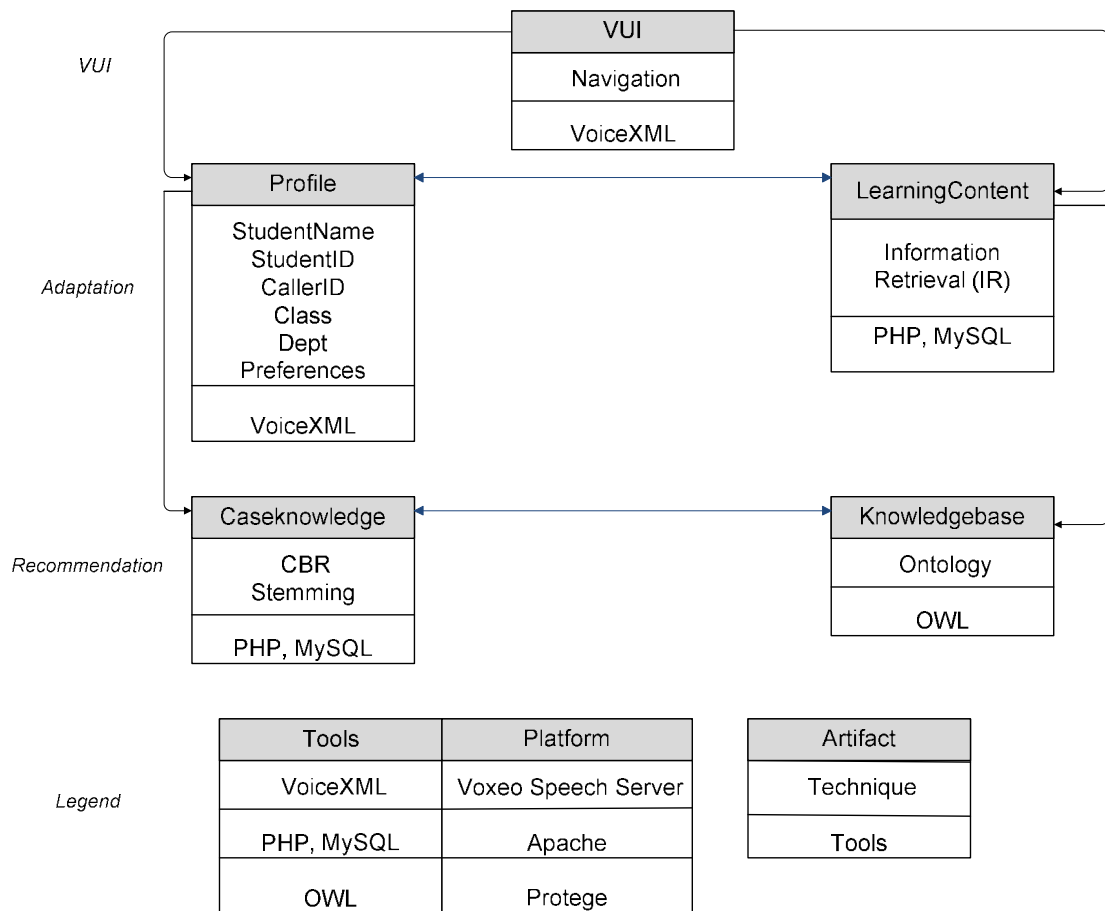 VUI
VUI
Navigation
VoiceXML
Adaptation
Profile
StudentName
StudentID
CallerID
Class
Dept
Preferences
VoiceXML
LearningContent
Information
Retrieval (IR)
PHP, MySQL
Recommendation
Caseknowledge
CBR
Stemming
PHP, MySQL
Knowledgebase
Ontology
OWL
Legend
Tools Platform
VoiceXML Voxeo Speech Server
PHP, MySQL Apache
OWL Protege
Artifact
Technique
Tools